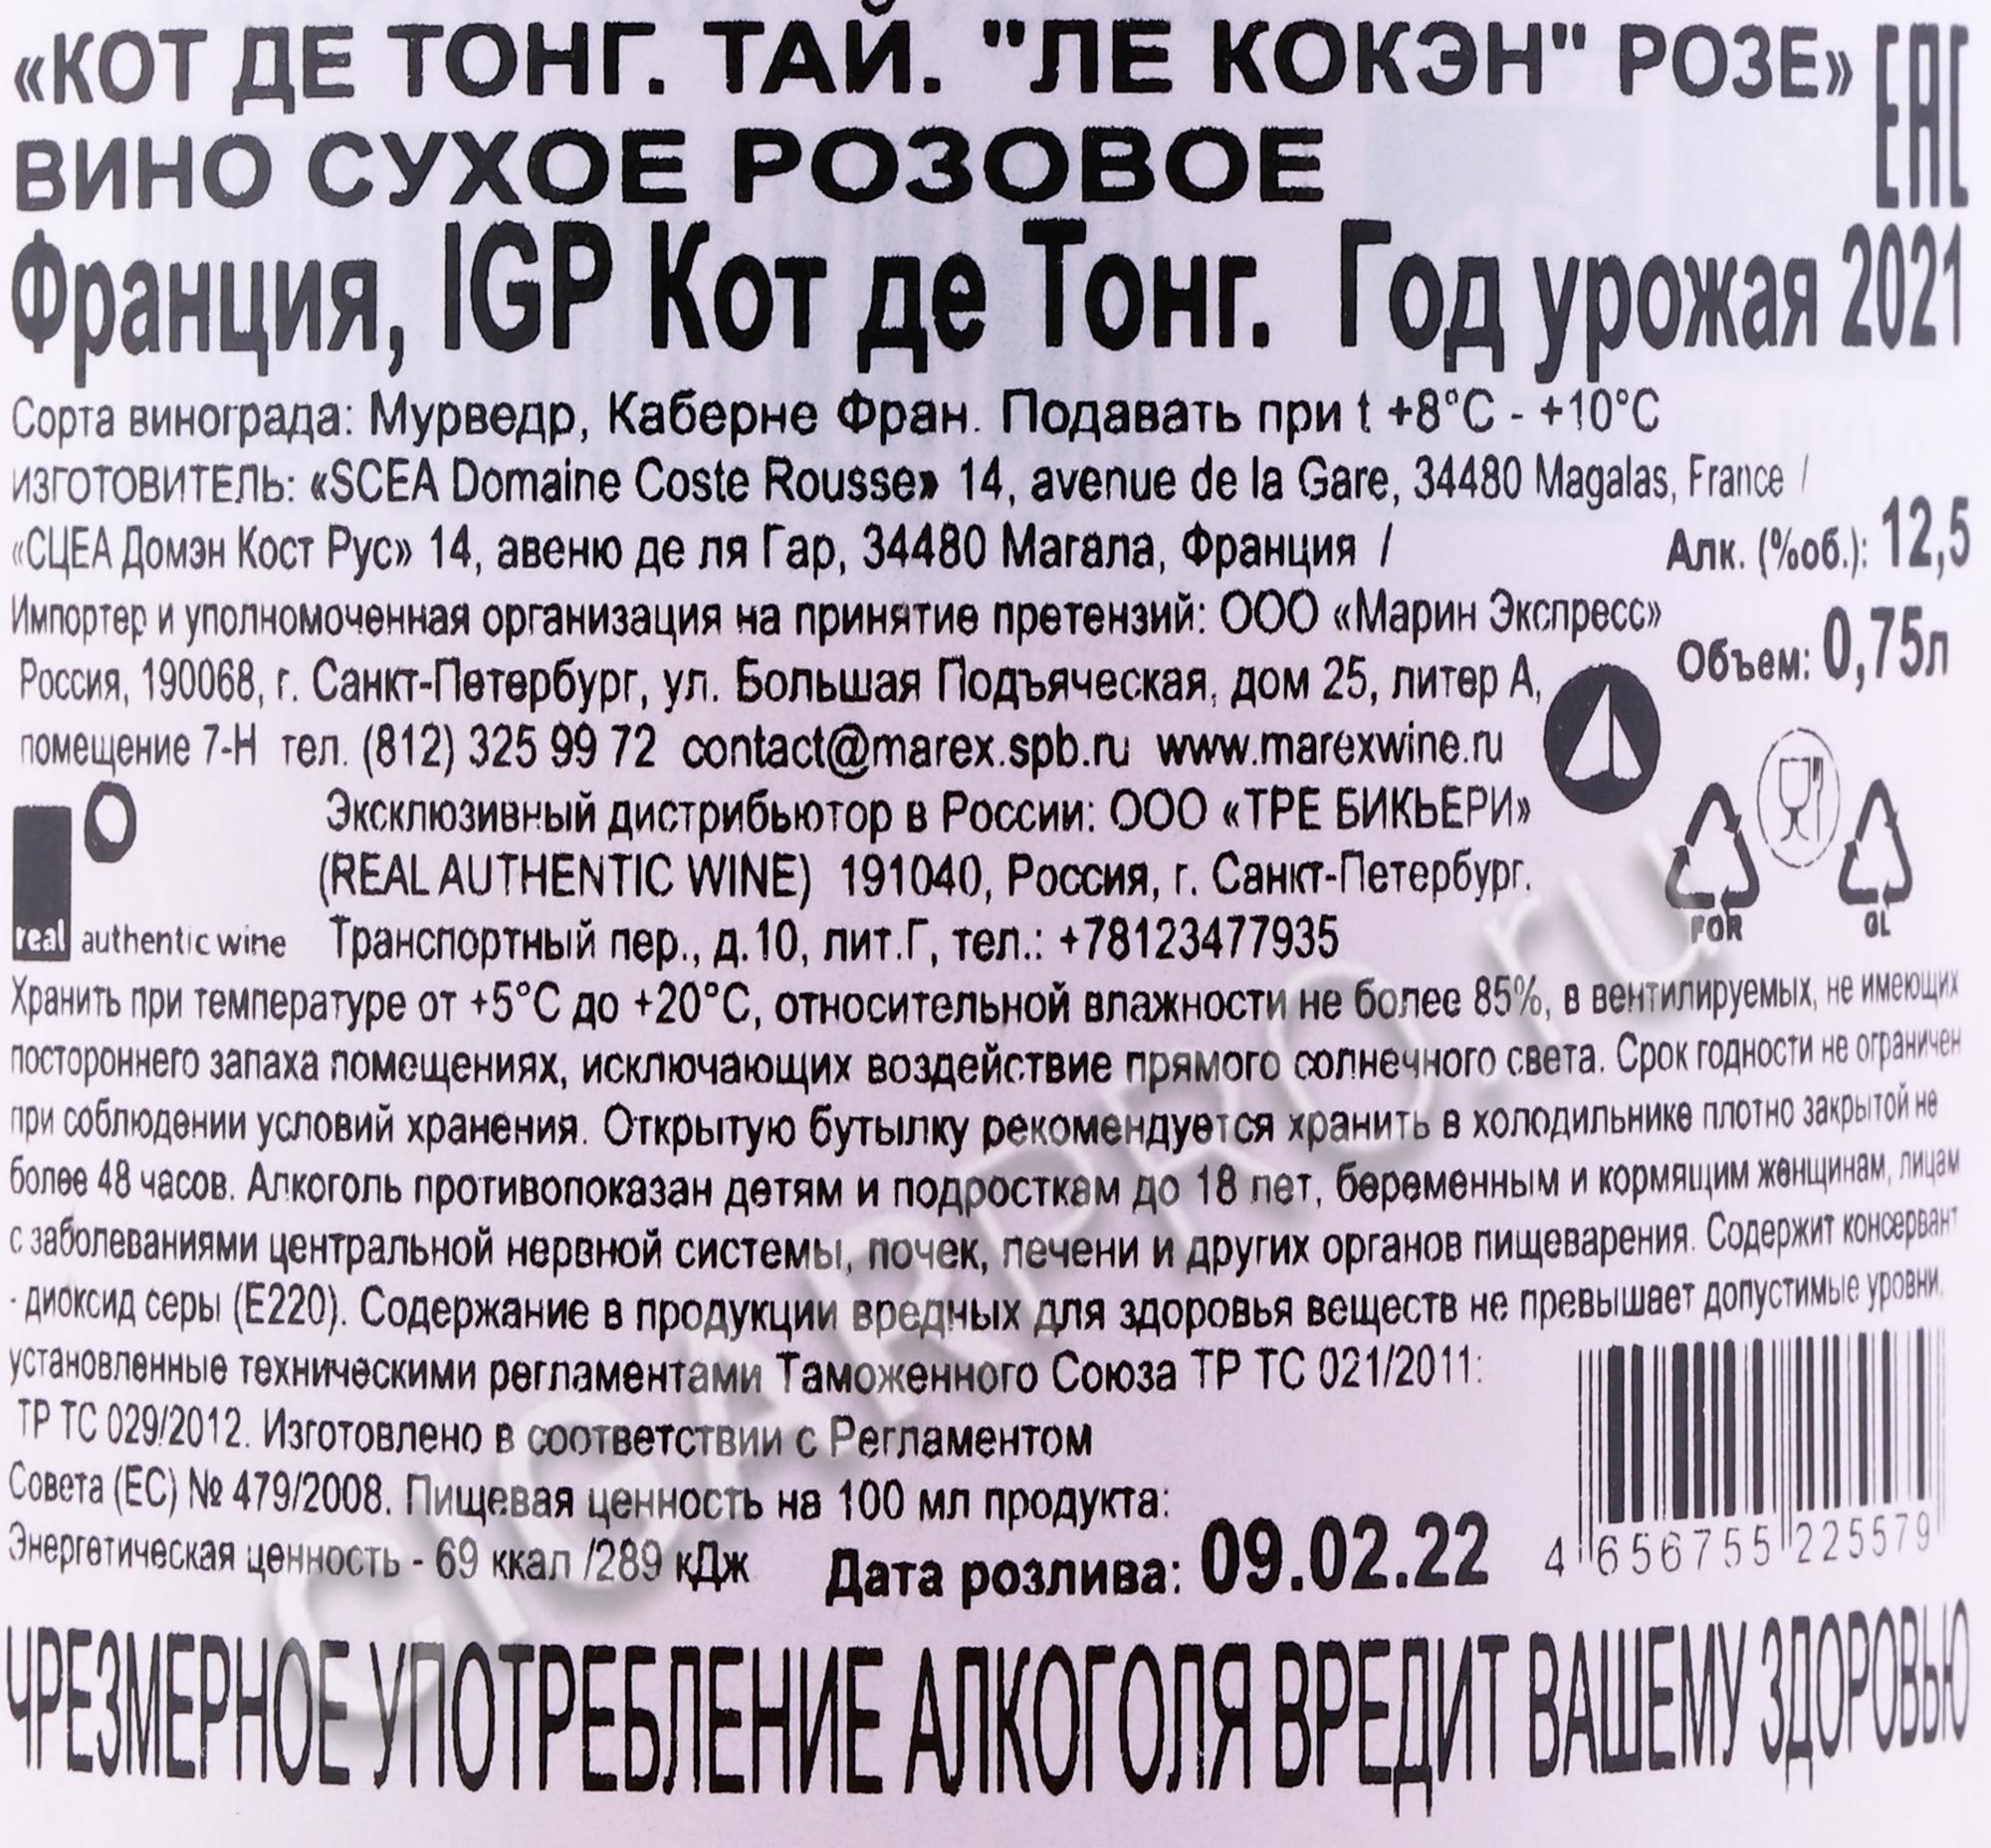 «КОТ ДЕ ТОНГ. ТАЙ. "ЛЕ КОКЭН" РОЗЕ» ЕАС
ВИНО СУХОЕ РОЗОВОЕ
Франция, IGP Кот де Тонг. Год урожая 2021
Сорта винограда: Мурведр, Каберне Фран. Подавать при t +8°C - +10°C
ИЗГОТОВИТЕЛЬ: «SCEA Domaine Coste Rousse» 14, avenue de la Gare, 34480 Magalas, France /
«СЦЕА Домэн Кост Рус» 14, авеню де ля Гар, 34480 Магала, Франция /
Алк. (%об.): 12,5
Импортер и уполномоченная организация на принятие претензий: ООО «Марин Экспресс»
Объем: 0,75л
Россия, 190068, г. Санкт-Петербург, ул. Большая Подъяческая, дом 25, литер А,
помещение 7-Н тел. (812) 325 99 72 contact@marex.spb.ru www.marexwine.ru
Эксклюзивный дистрибьютор в России: ООО «ТРЕ БИКЬЕРИ»
(REAL AUTHENTIC WINE) 191040, Россия, г. Санкт-Петербург.
real authentic wine
Транспортный пер., д.10, лит.Г, тел.: +78123477935
FOR GL
Хранить при температуре от +5°C до +20°C, относительной влажности не более 85%, в вентилируемых, не имеющих
постороннего запаха помещениях, исключающих воздействие прямого солнечного света. Срок годности не ограничен
при соблюдении условий хранения. Открытую бутылку рекомендуется хранить в холодильнике плотно закрытой не
более 48 часов. Алкоголь противопоказан детям и подросткам до 18 лет, беременным и кормящим женщинам, лицам
с заболеваниями центральной нервной системы, почек, печени и других органов пищеварения. Содержит консервант
- диоксид серы (Е220). Содержание в продукции вредных для здоровья веществ не превышает допустимые уровни,
установленные техническими регламентами Таможенного Союза ТР ТС 021/2011:
ТР ТС 029/2012. Изготовлено в соответствии с Регламентом
Совета (ЕС) № 479/2008. Пищевая ценность на 100 мл продукта:
Энергетическая ценность - 69 ккал /289 кДж
Дата розлива: 09.02.22
4 656755 225579
ЧРЕЗМЕРНОЕ УПОТРЕБЛЕНИЕ АЛКОГОЛЯ ВРЕДИТ ВАШЕМУ ЗДОРОВЬЮ
CIGARPRO.ru